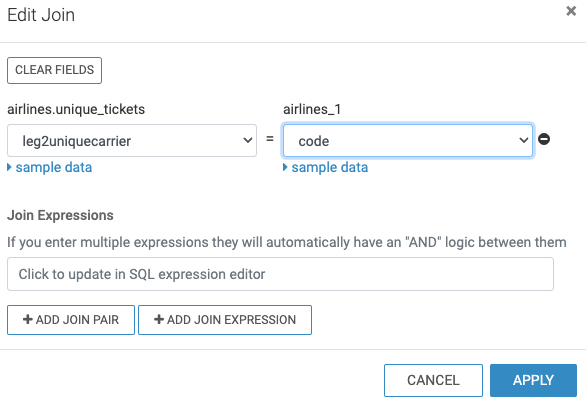 Edit Join
×
CLEAR FIELDS
airlines.unique_tickets airlines_1
leg2uniquecarrier = code
sample data sample data
Join Expressions
If you enter multiple expressions they will automatically have an "AND" logic between them
Click to update in SQL expression editor
+ ADD JOIN PAIR + ADD JOIN EXPRESSION
CANCEL APPLY